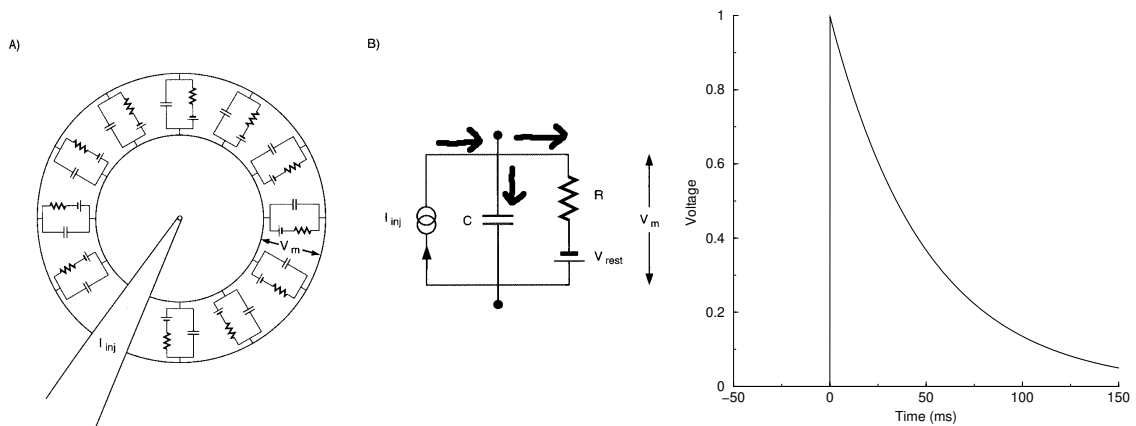 A)
V m
I inj
B)
I inj
C
R
V rest
V m
Voltage
1
0.8
0.6
0.4
0.2
0
−50
0
50
100
150
Time (ms)